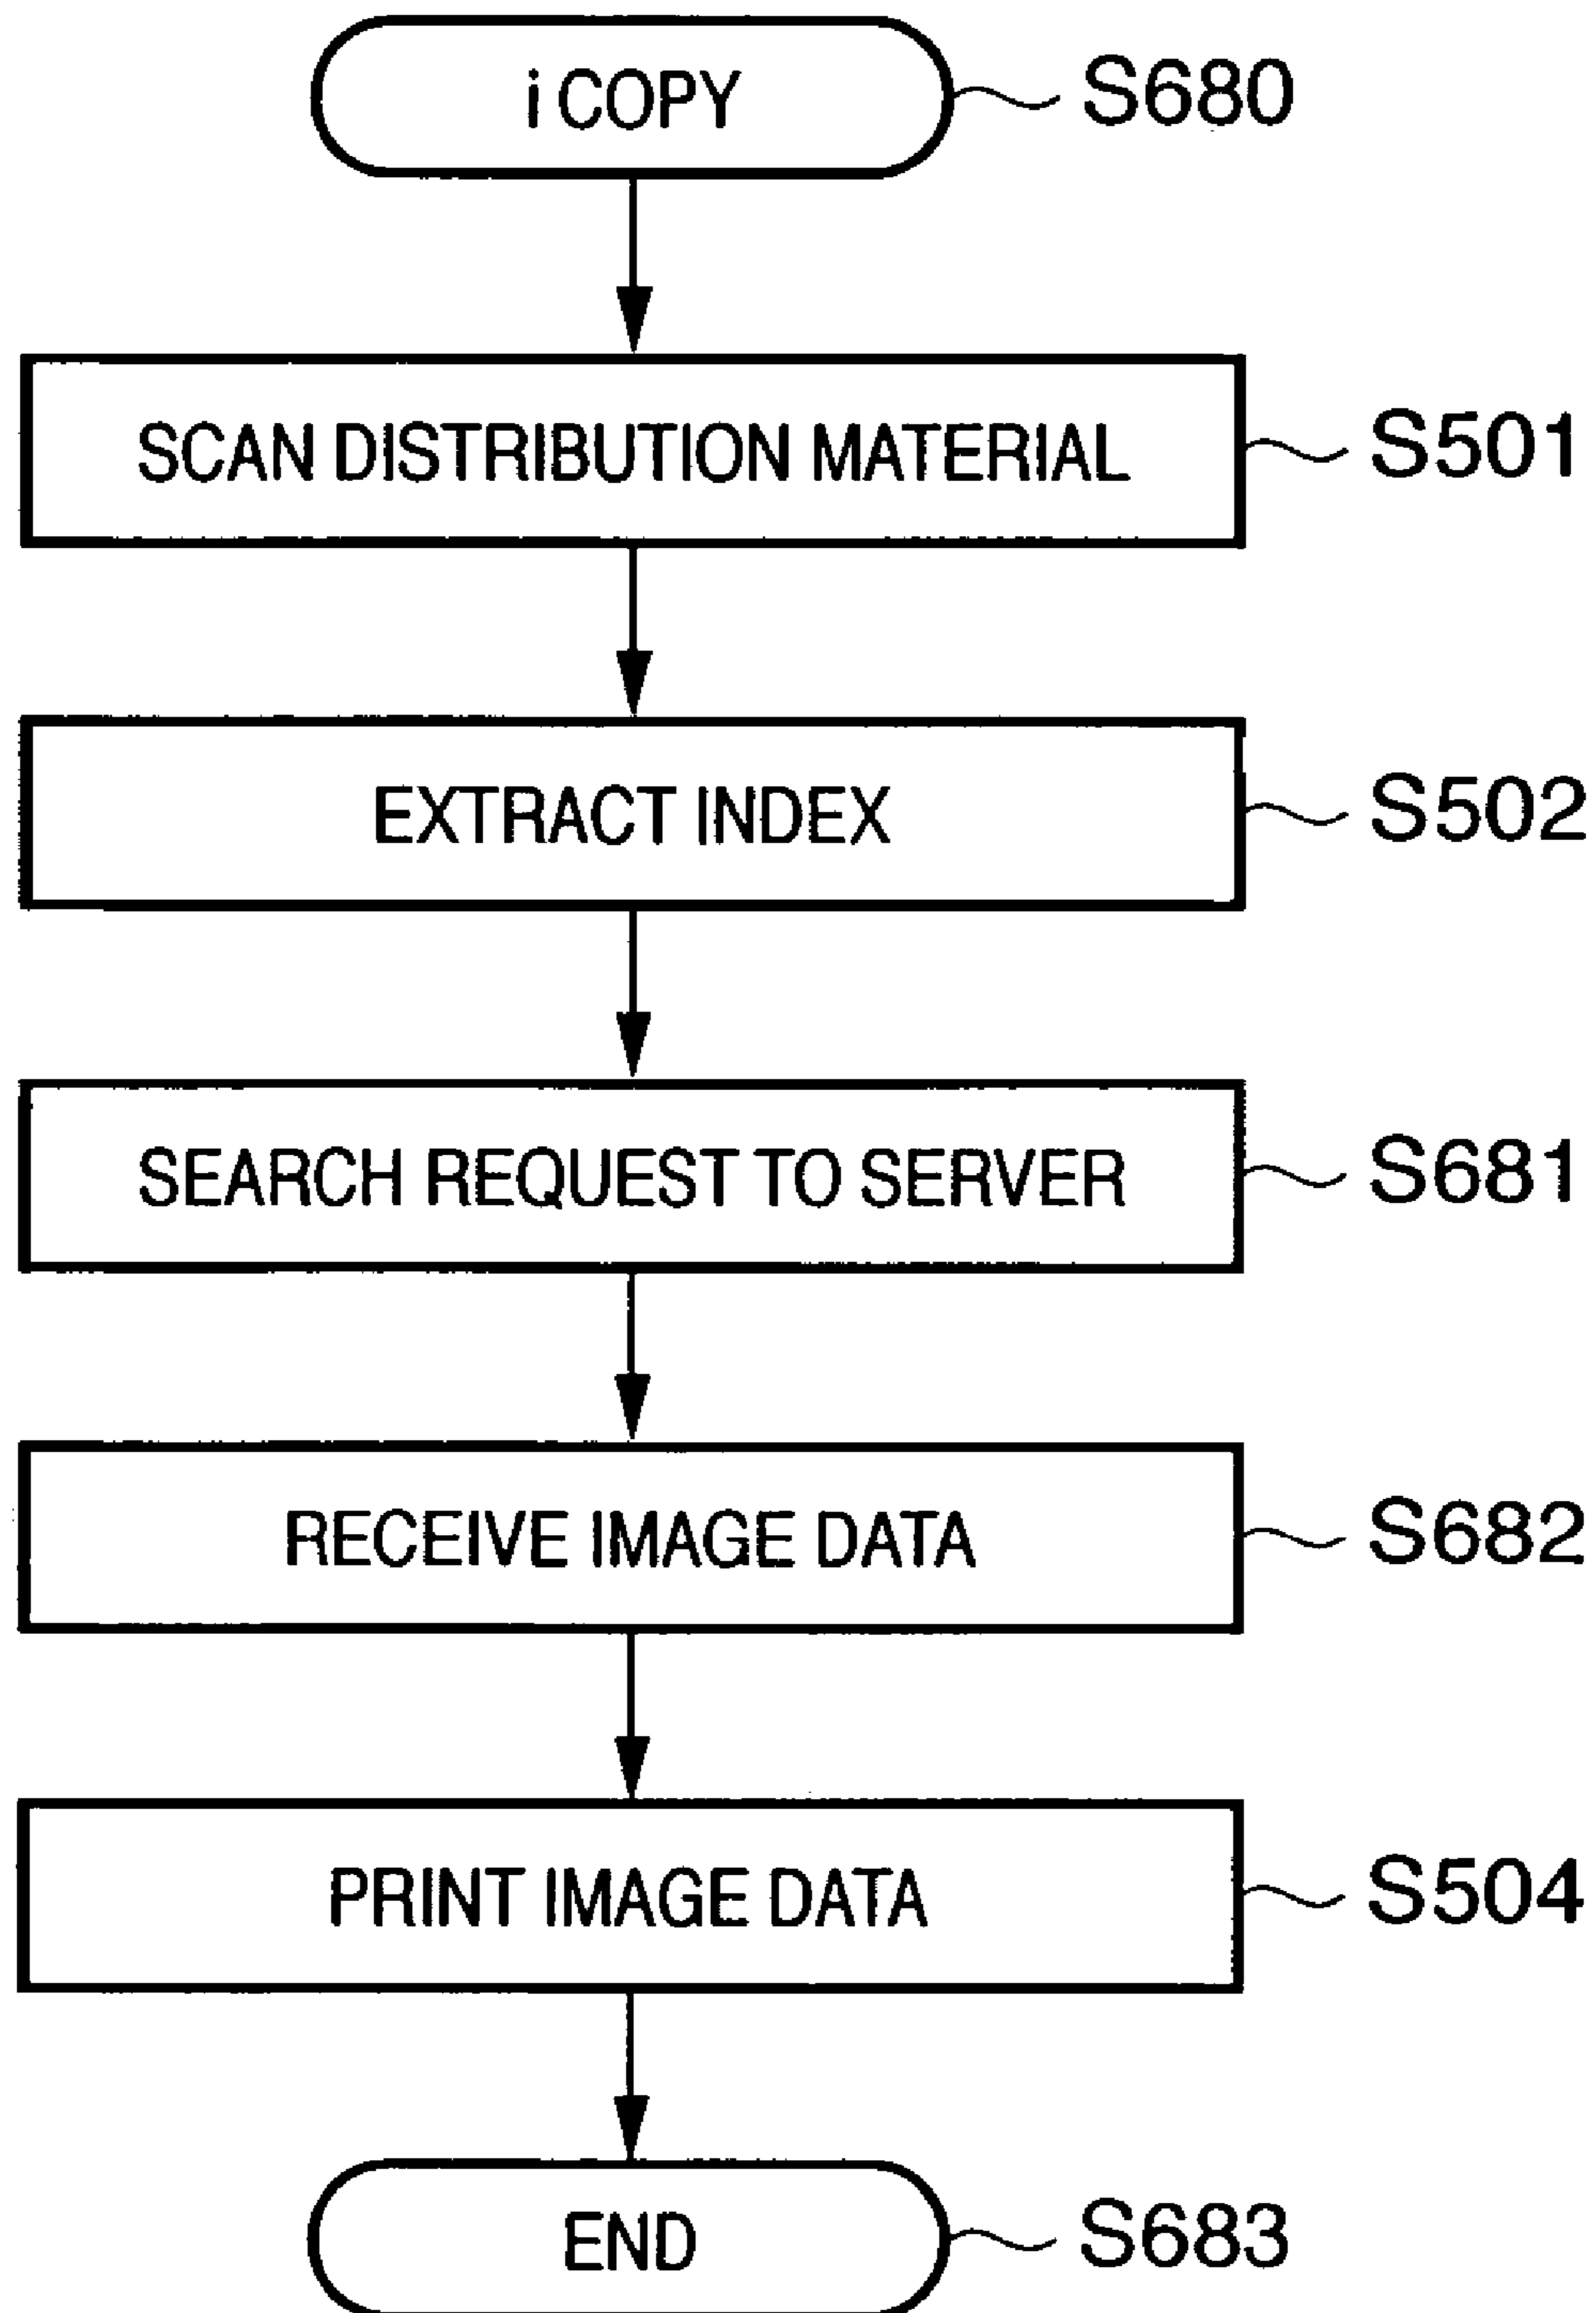 i COPY S680
SCAN DISTRIBUTION MATERIAL S501
EXTRACT INDEX S502
SEARCH REQUEST TO SERVER S681
RECEIVE IMAGE DATA S682
PRINT IMAGE DATA S504
END S683